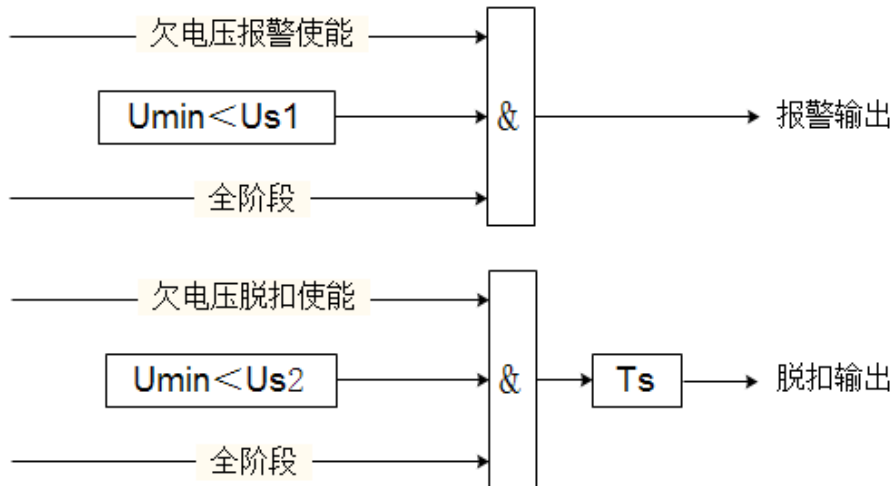 欠电压报警使能
Umin＜Us1
&
报警输出
全阶段
欠电压脱扣使能
Umin＜Us2
&
Ts
脱扣输出
全阶段